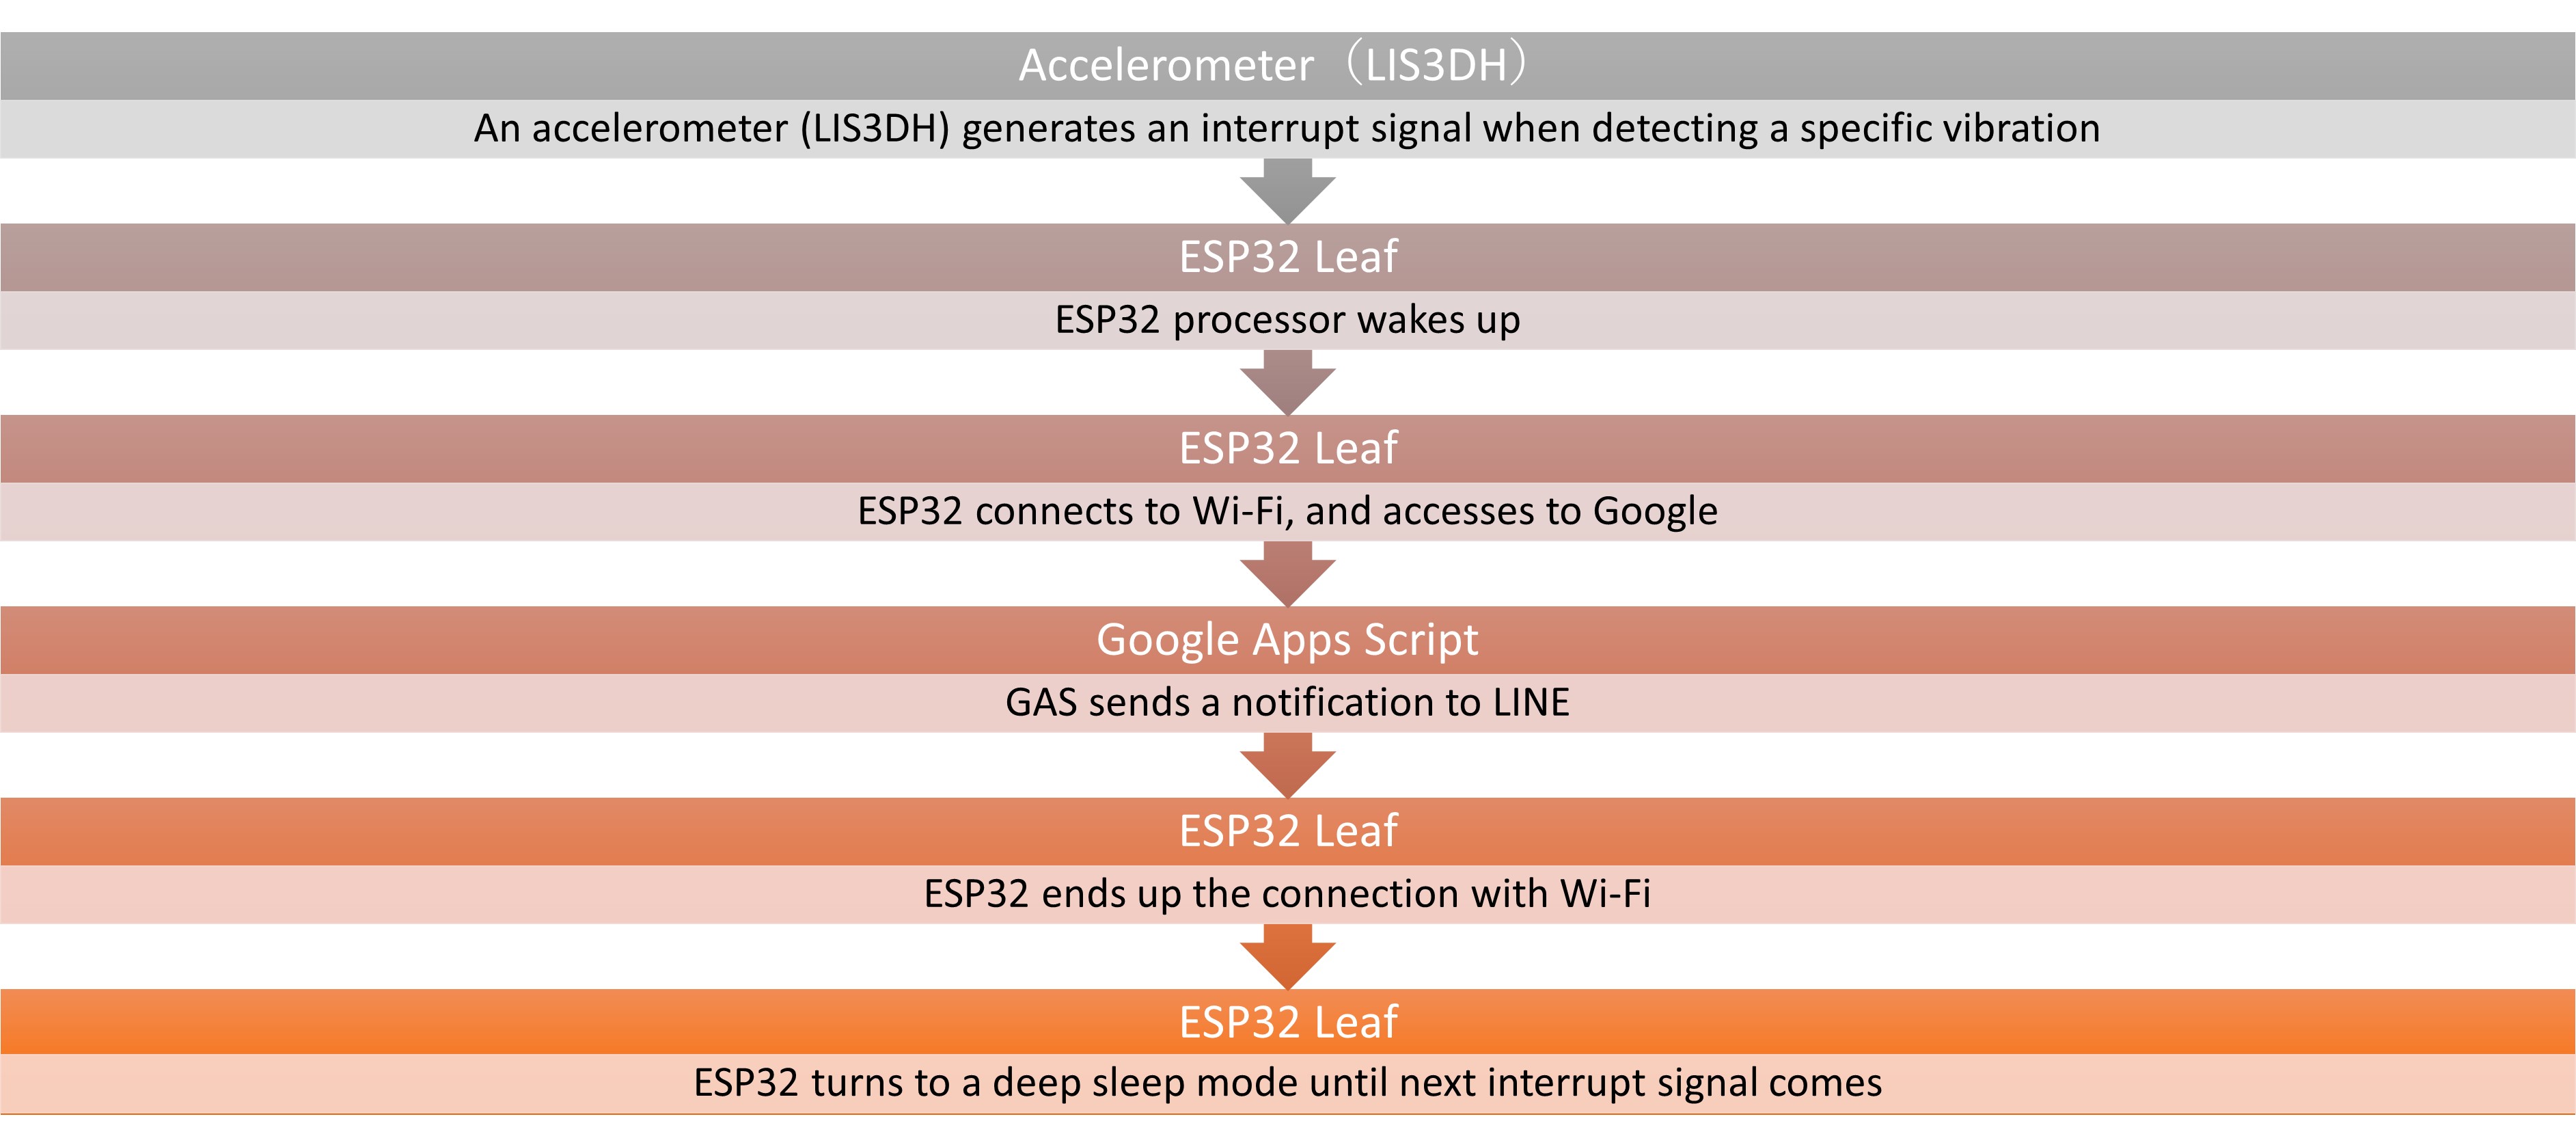 Accelerometer（LIS3DH）
An accelerometer (LIS3DH) generates an interrupt signal when detecting a specific vibration
ESP32 Leaf
ESP32 processor wakes up
ESP32 Leaf
ESP32 connects to Wi-Fi, and accesses to Google
Google Apps Script
GAS sends a notification to LINE
ESP32 Leaf
ESP32 ends up the connection with Wi-Fi
ESP32 Leaf
ESP32 turns to a deep sleep mode until next interrupt signal comes